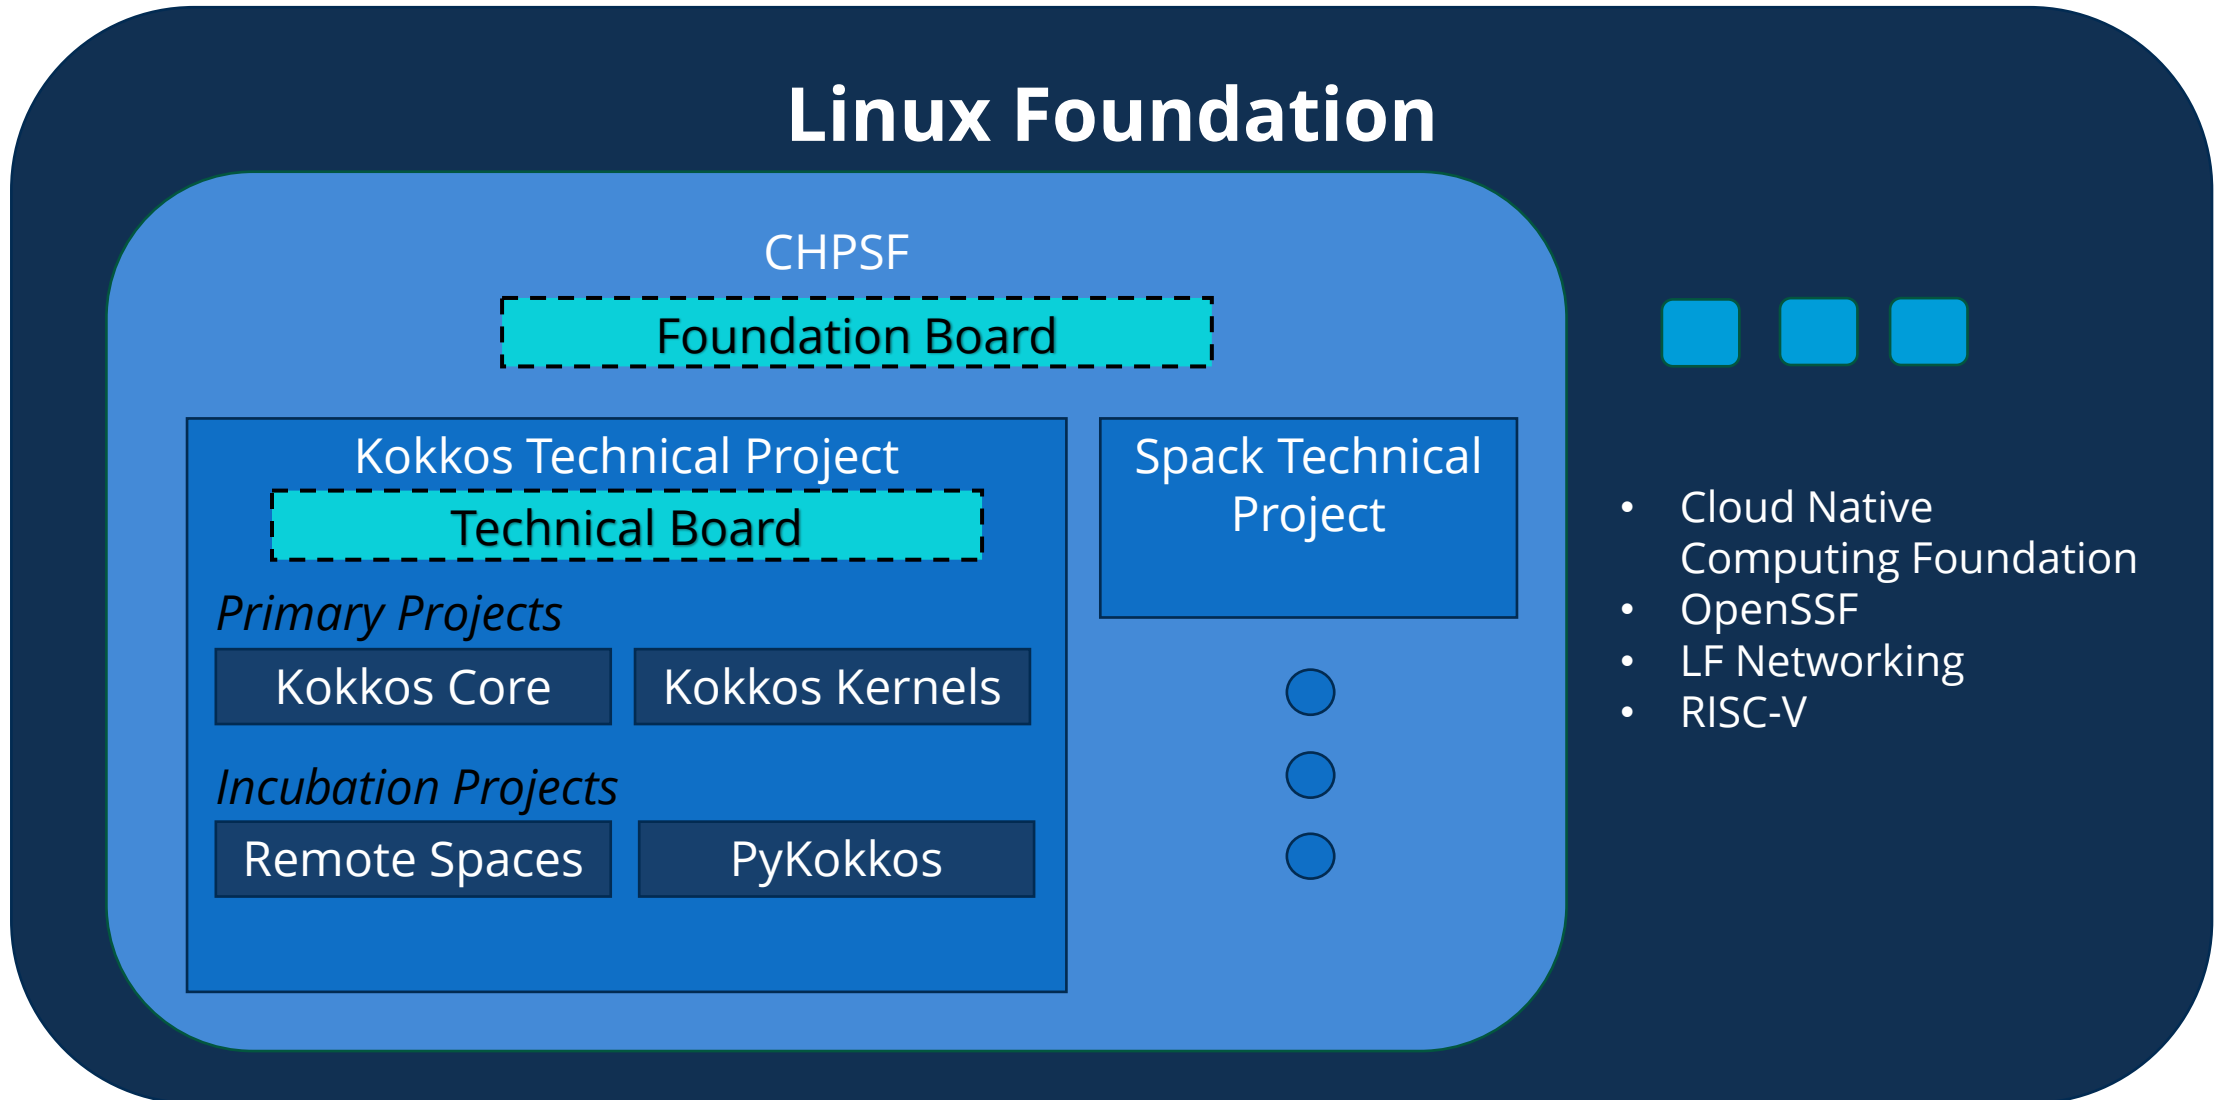 Linux Foundation
CHPSF
Foundation Board
Kokkos Technical Project
Technical Board
Primary Projects
Kokkos Core
Kokkos Kernels
Incubation Projects
Remote Spaces
PyKokkos
Spack Technical
Project
• Cloud Native
Computing Foundation
• OpenSSF
• LF Networking
• RISC-V